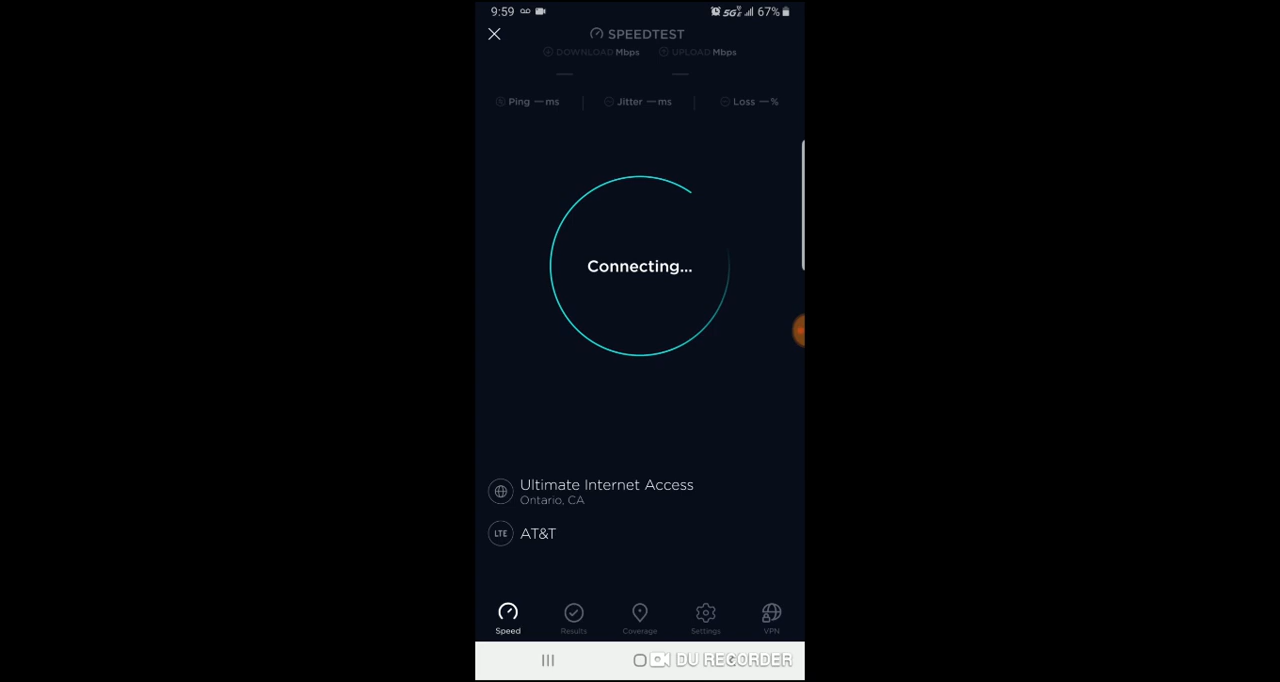 9:59 5GE 67%
SPEEDTEST
DOWNLOAD Mbps UPLOAD Mbps
— —
Ping — ms Jitter — ms Loss — %
Connecting...
Ultimate Internet Access
Ontario, CA
LTE AT&T
Speed Results Coverage Settings VPN
DU RECORDER